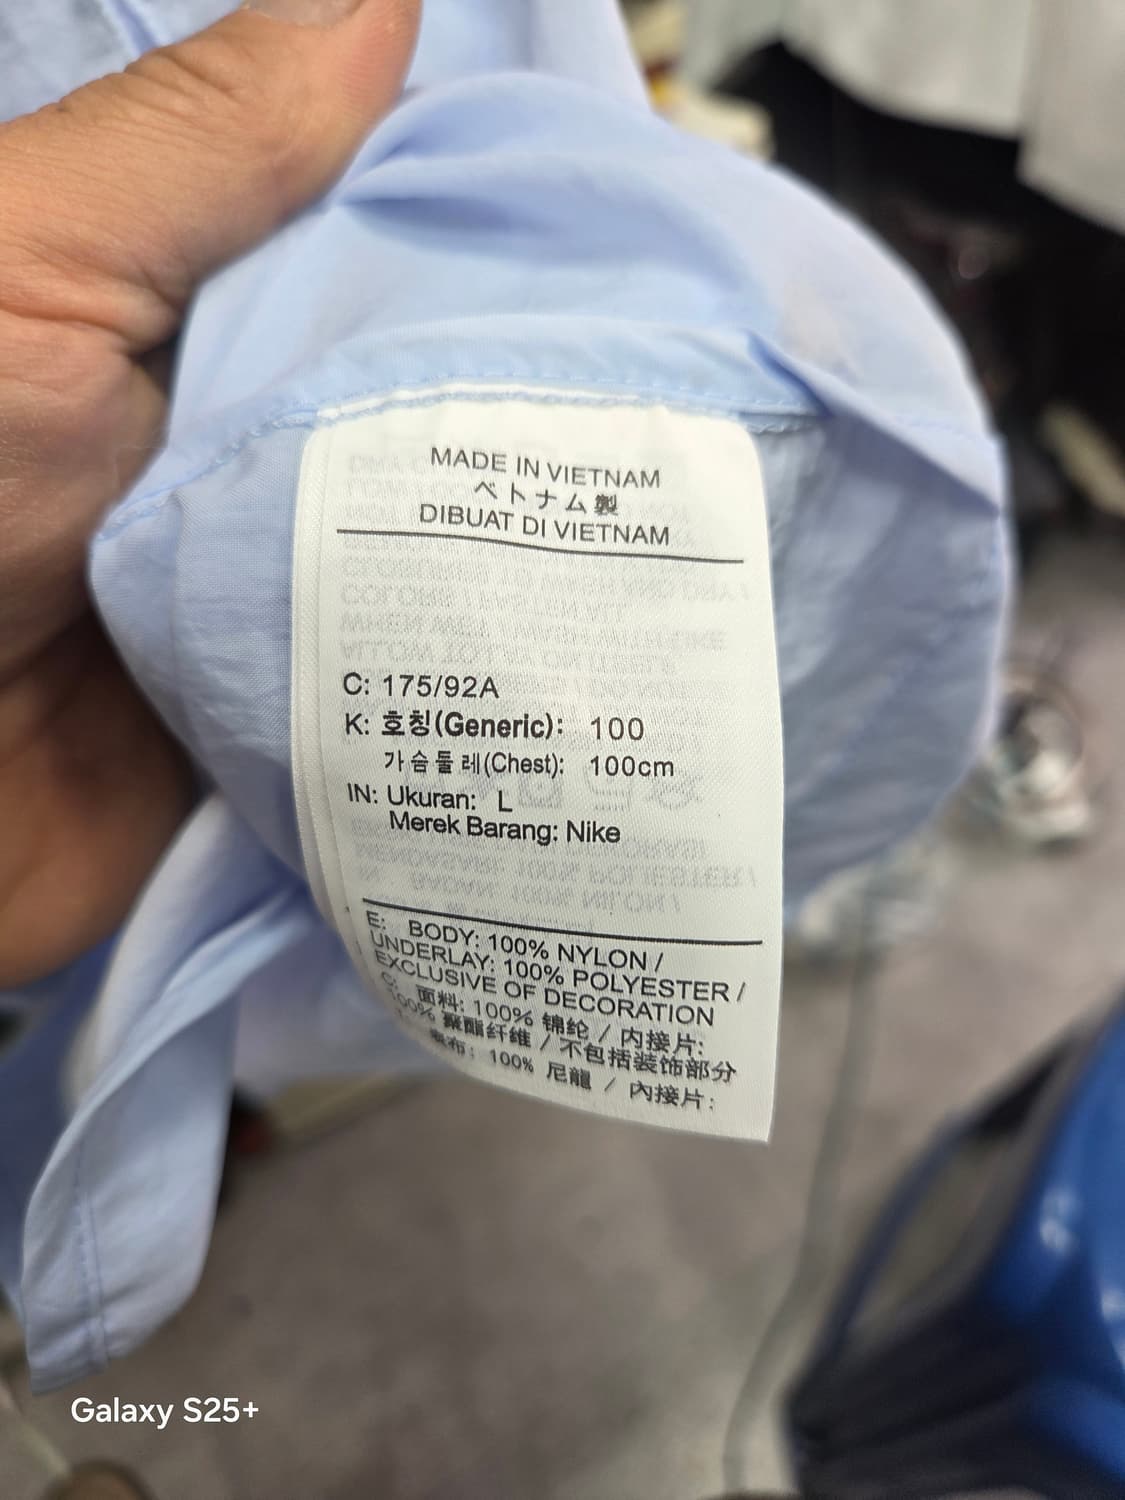 MADE IN VIETNAM
ベトナム製
DIBUAT DI VIETNAM
C: 175/92A
K: 호칭(Generic): 100
가슴둘레(Chest): 100cm
IN: Ukuran: L
Merek Barang: Nike
E: BODY: 100% NYLON /
UNDERLAY: 100% POLYESTER /
EXCLUSIVE OF DECORATION
C: 面料: 100% 锦纶 / 内接片:
100% 聚酯纤维 / 不包括装饰部分
表布: 100% 尼龍 / 內接片:
Galaxy S25+